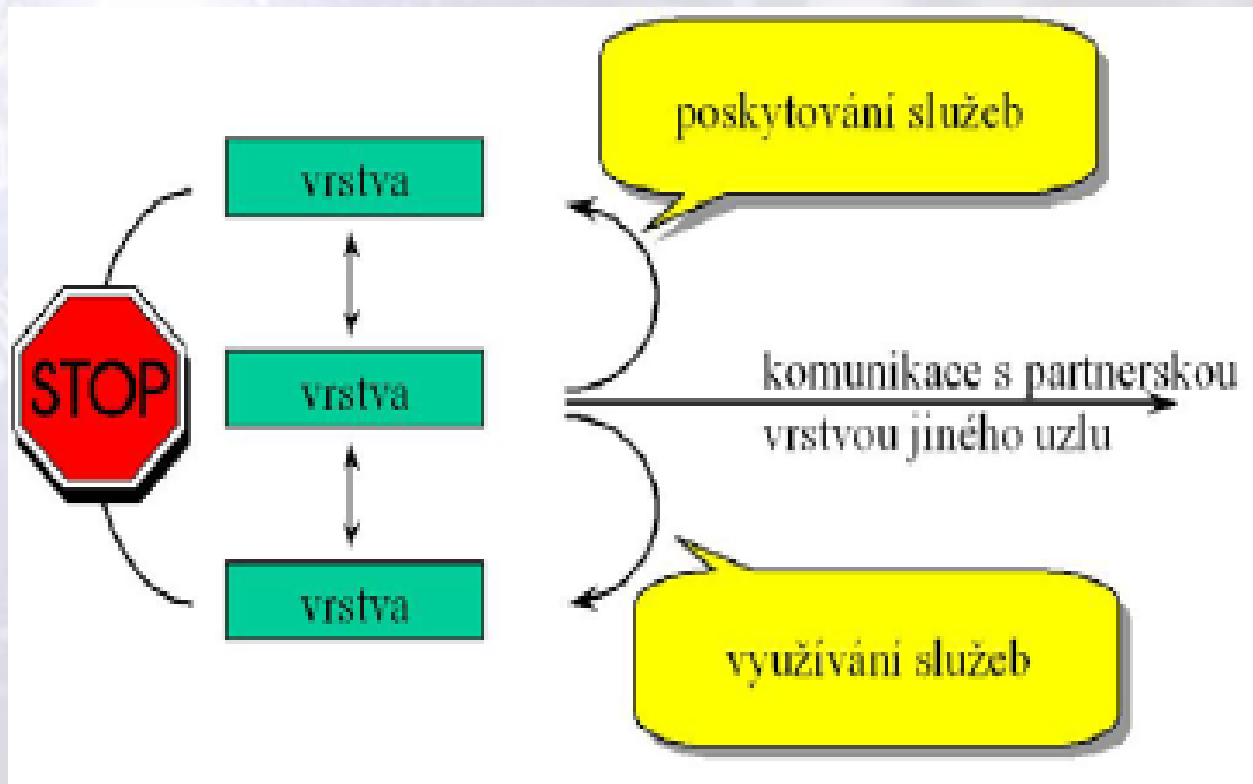 poskytování služeb
vrstva
STOP
vrstva
komunikace s partnerskou
vrstvou jiného uzlu
vrstva
využívání služeb